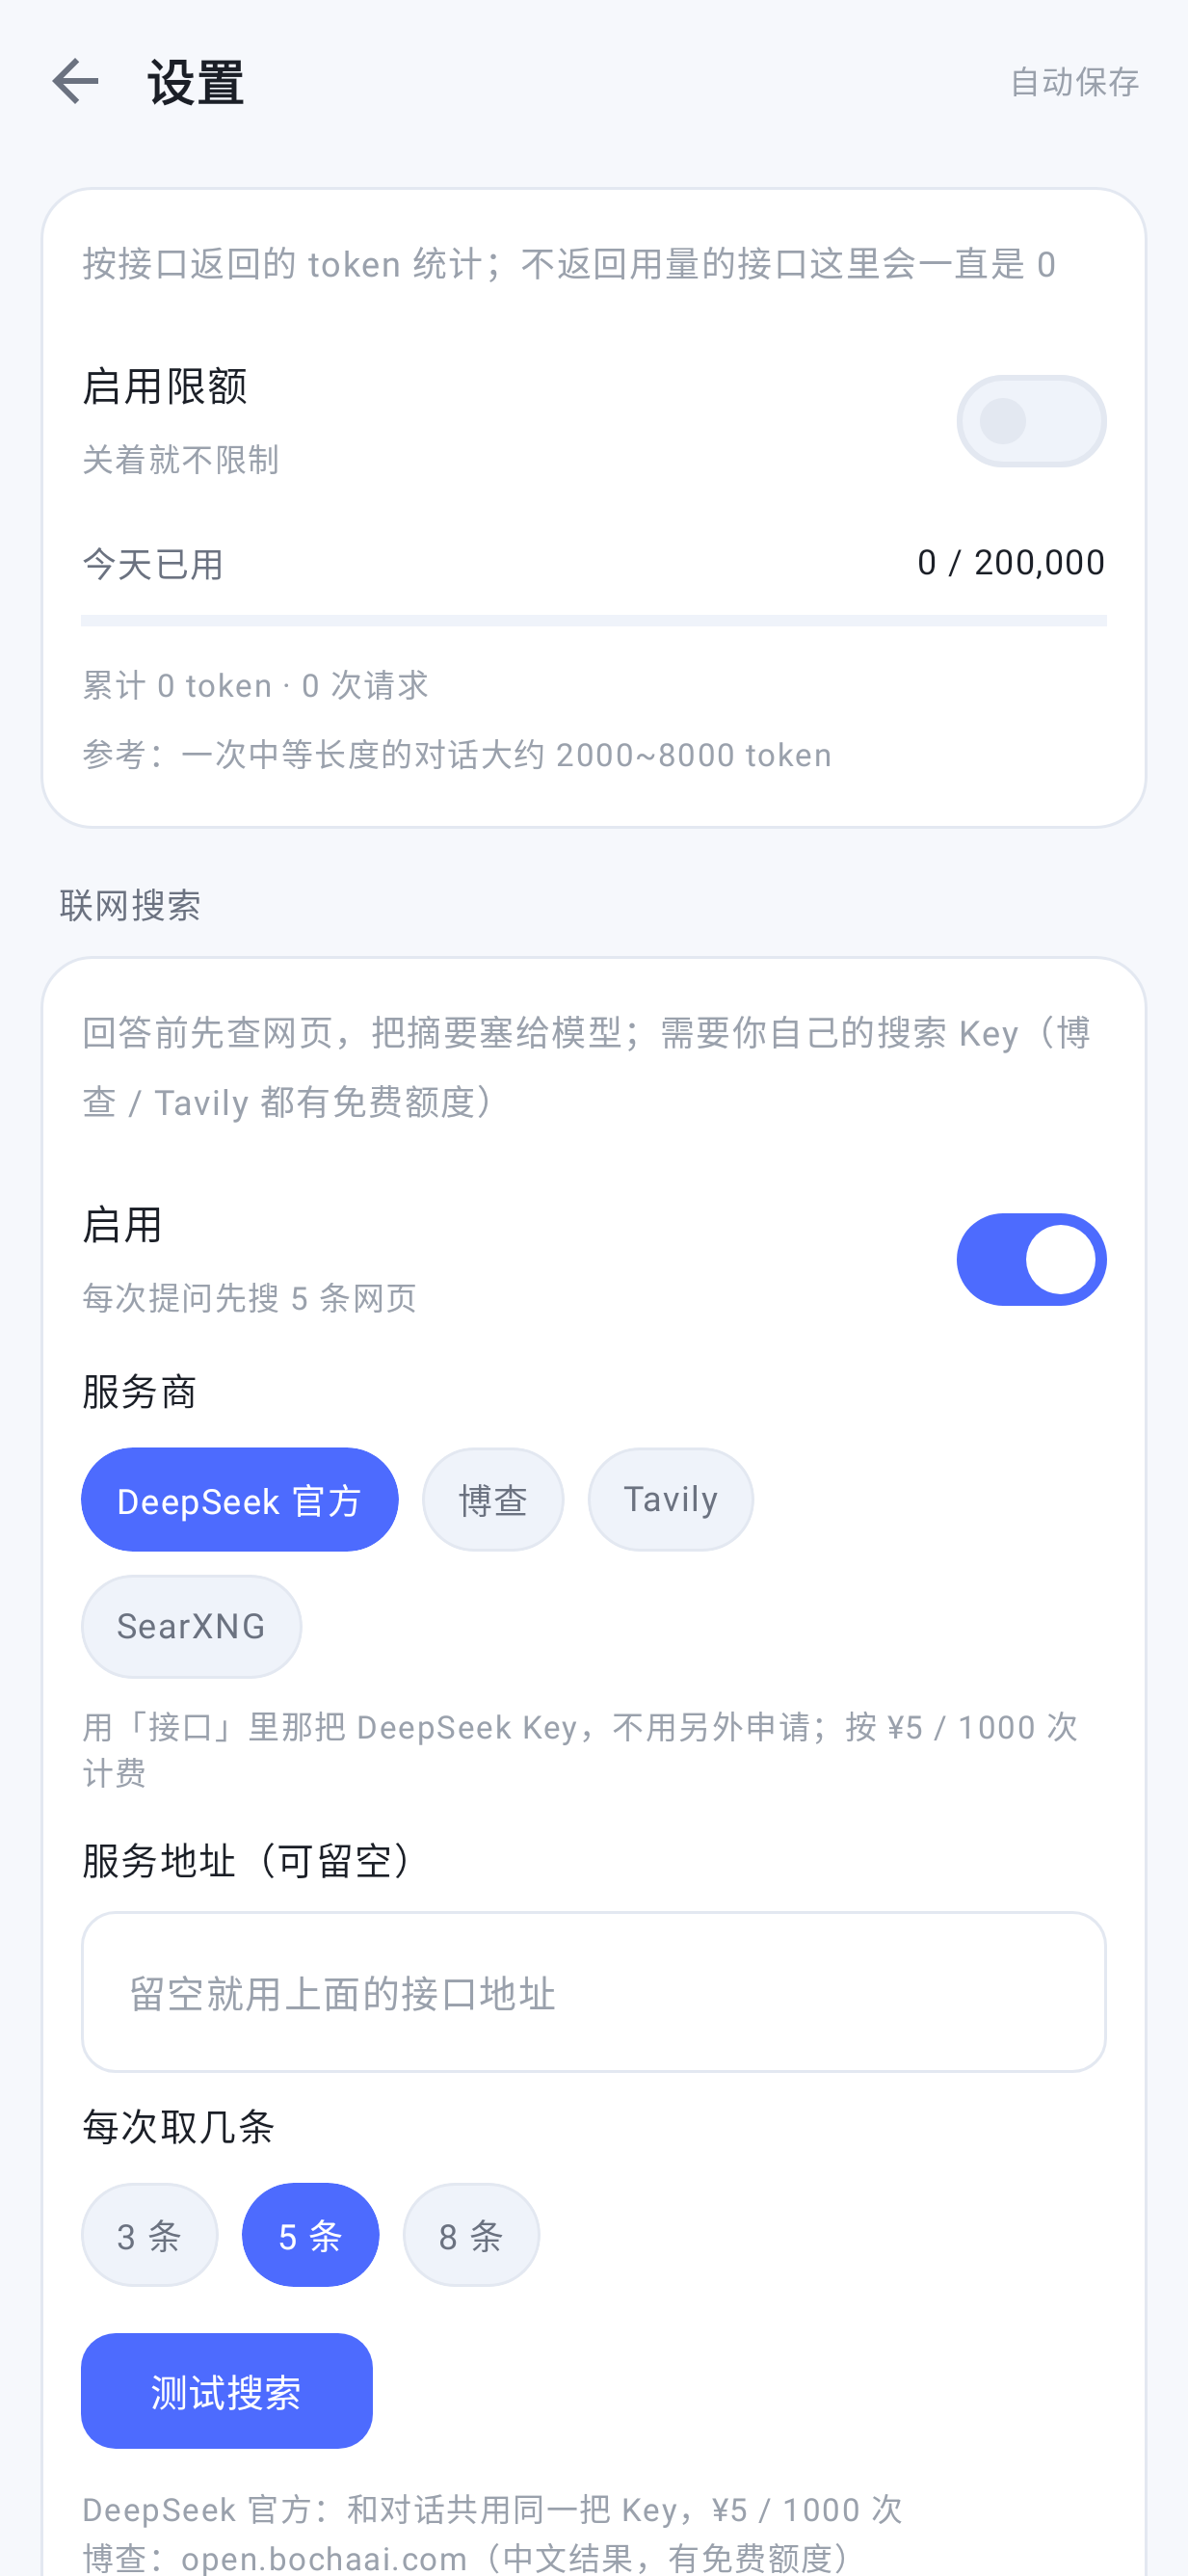 设置
自动保存
按接口返回的 token 统计；不返回用量的接口这里会一直是 0
启用限额
关着就不限制
今天已用
0 / 200,000
累计 0 token · 0 次请求
参考：一次中等长度的对话大约 2000~8000 token
联网搜索
回答前先查网页，把摘要塞给模型；需要你自己的搜索 Key（博
查 / Tavily 都有免费额度）
启用
每次提问先搜 5 条网页
服务商
DeepSeek 官方
博查
Tavily
SearXNG
用「接口」里那把 DeepSeek Key，不用另外申请；按 ¥5 / 1000 次
计费
服务地址（可留空）
留空就用上面的接口地址
每次取几条
3 条
5 条
8 条
测试搜索
DeepSeek 官方：和对话共用同一把 Key，¥5 / 1000 次
博查：open.bochaai.com（中文结果，有免费额度）